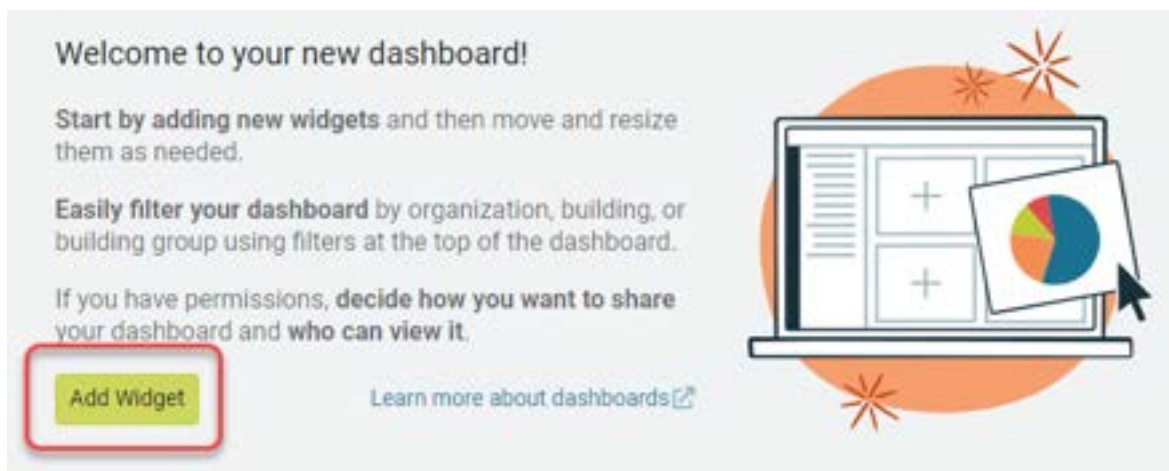 Welcome to your new dashboard!
Start by adding new widgets and then move and resize
them as needed.
Easily filter your dashboard by organization, building, or
building group using filters at the top of the dashboard.
If you have permissions, decide how you want to share
your dashboard and who can view it.
Add Widget
Learn more about dashboards